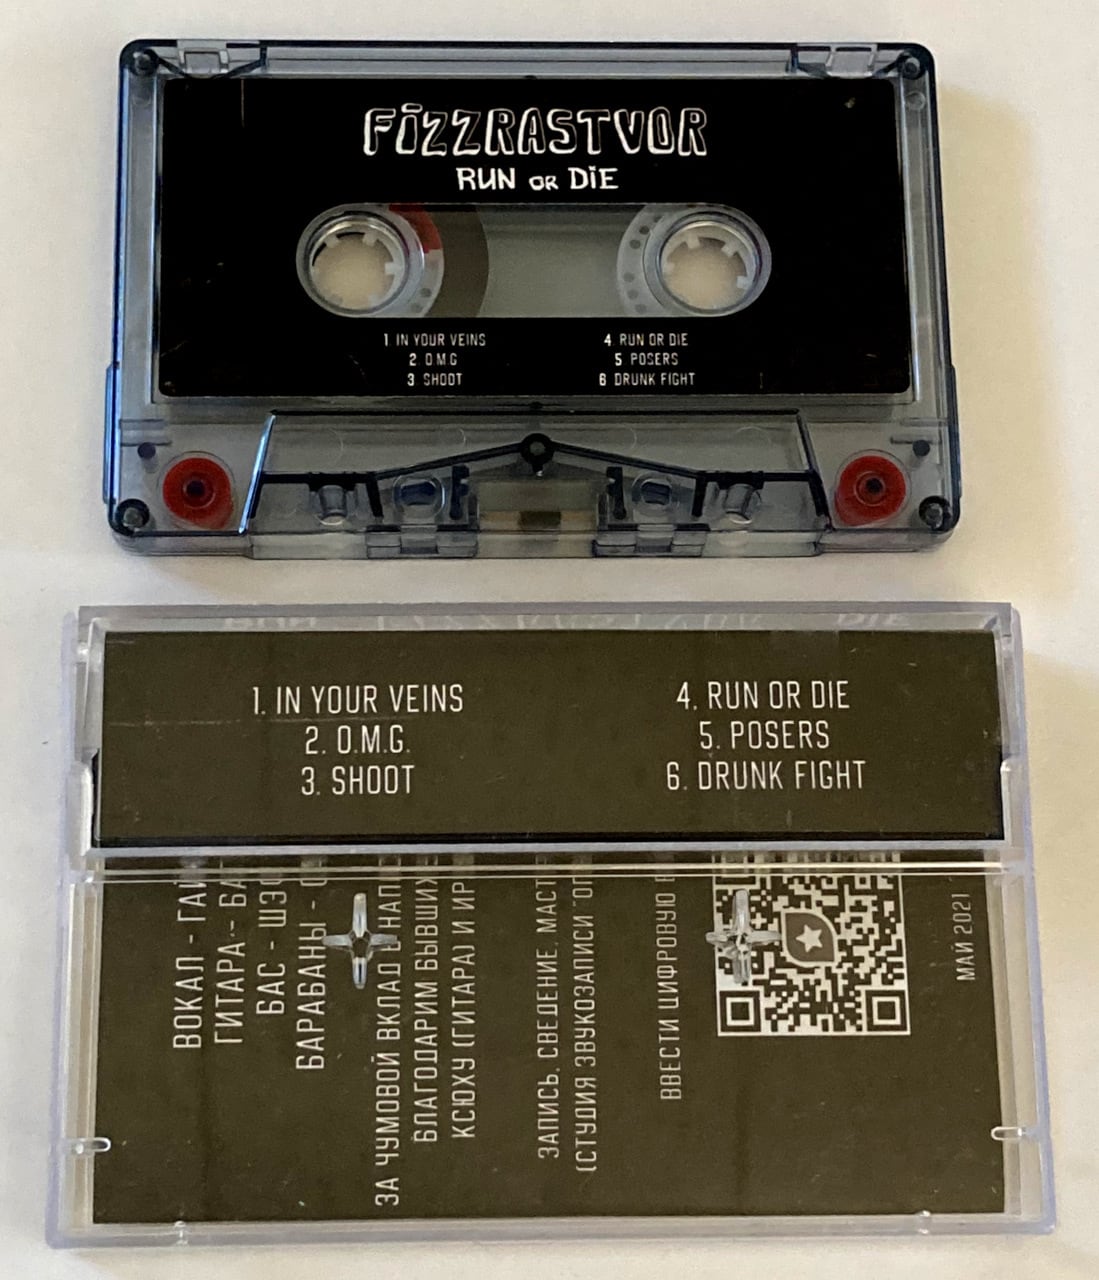 FIZZRASTVOR
RUN OR DIE
1 IN YOUR VEINS
2 O.M.G
3 SHOOT
4 RUN OR DIE
5 POSERS
6 DRUNK FIGHT
1. IN YOUR VEINS
2. O.M.G.
3. SHOOT
4. RUN OR DIE
5. POSERS
6. DRUNK FIGHT
ВОКАЛ -
ГИТАРА -
БАС -
БАРАБАНЫ -
ЗА ЧУМОВОЙ ВКЛАД
БЛАГОДАРИМ БЫВШИХ
КСЮХУ (ГИТАРА) И
ЗАПИСЬ, СВЕДЕНИЕ,
(СТУДИЯ ЗВУКОЗАПИСИ
ВВЕСТИ ЦИФРОВУЮ
МАЙ 2021